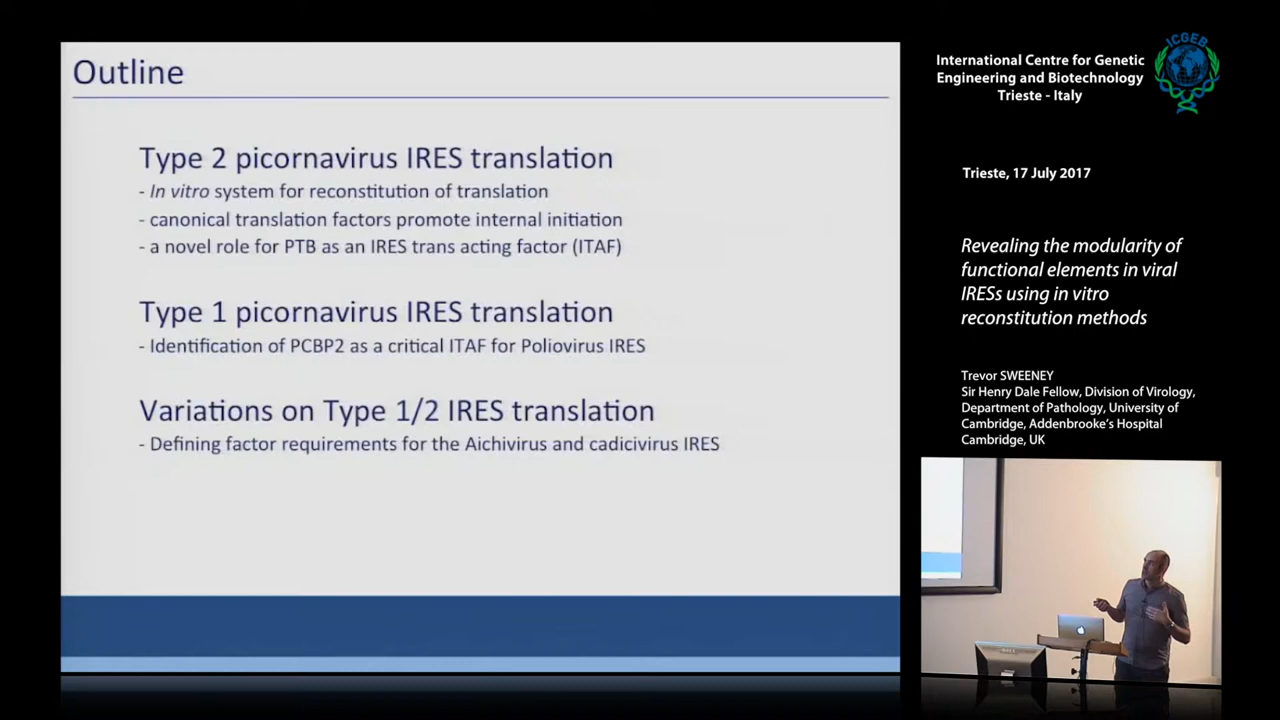 Outline
Type 2 picornavirus IRES translation
- In vitro system for reconstitution of translation
- canonical translation factors promote internal initiation
- a novel role for PTB as an IRES trans acting factor (ITAF)
Type 1 picornavirus IRES translation
- Identification of PCBP2 as a critical ITAF for Poliovirus IRES
Variations on Type 1/2 IRES translation
- Defining factor requirements for the Aichivirus and cadicivirus IRES
International Centre for Genetic
Engineering and Biotechnology
Trieste - Italy
ICGEB
Trieste, 17 July 2017
Revealing the modularity of
functional elements in viral
IRESs using in vitro
reconstitution methods
Trevor SWEENEY
Sir Henry Dale Fellow, Division of Virology,
Department of Pathology, University of
Cambridge, Addenbrooke's Hospital
Cambridge, UK